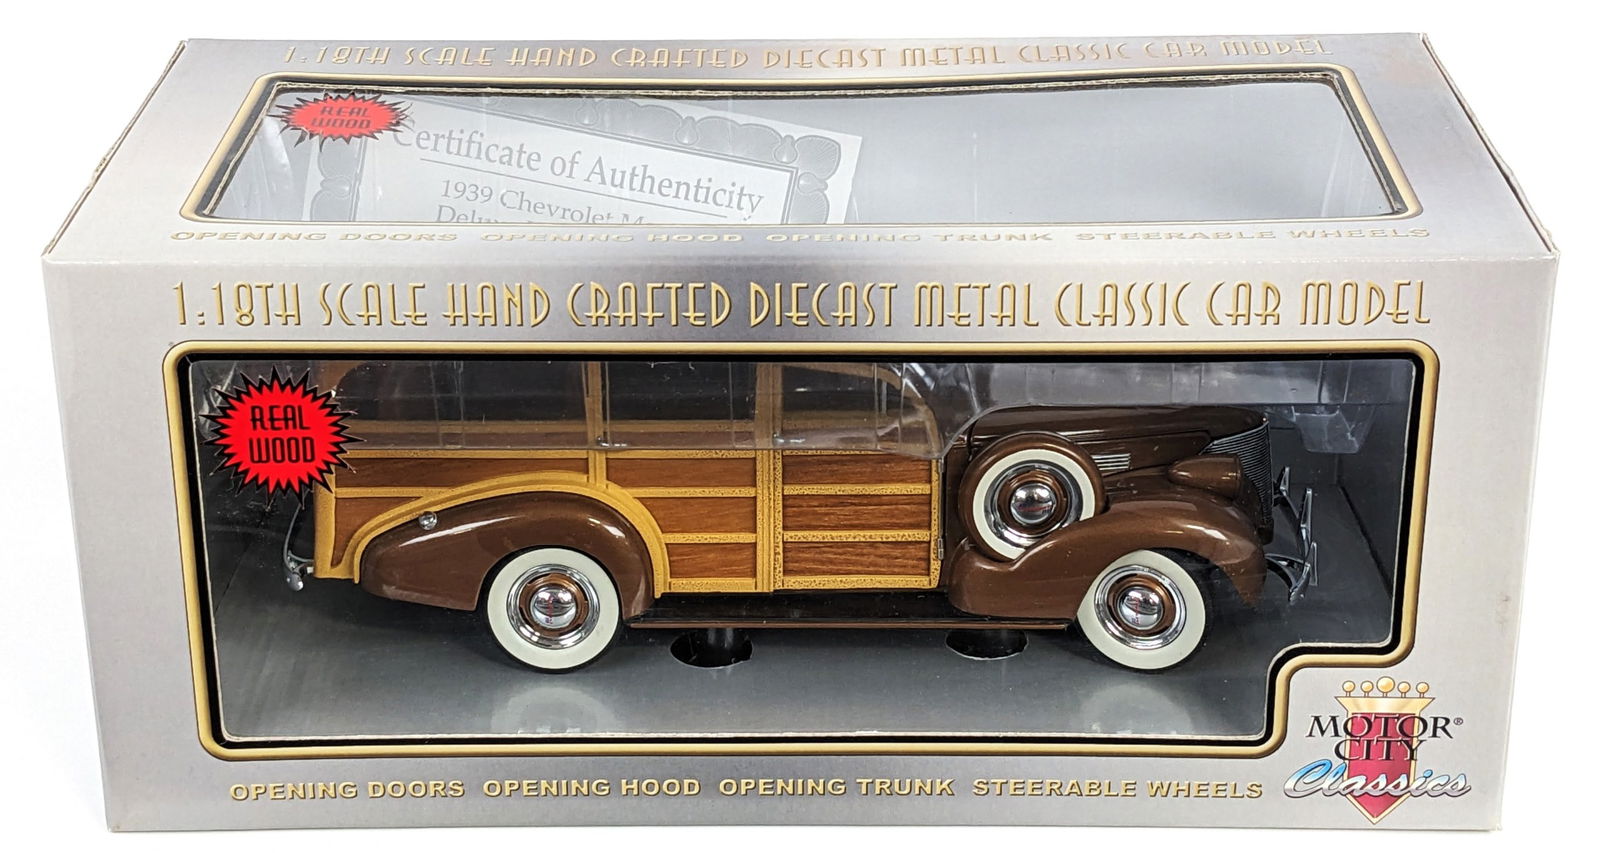 1:18TH SCALE HAND CRAFTED DIECAST METAL CLASSIC CAR MODEL
REAL
WOOD
Certificate of Authenticity
1939 Chevrolet
OPENING DOORS OPENING HOOD OPENING TRUNK STEERABLE WHEELS
1:18TH SCALE HAND CRAFTED DIECAST METAL CLASSIC CAR MODEL
REAL
WOOD
MOTOR®
CITY
Classics
OPENING DOORS OPENING HOOD OPENING TRUNK STEERABLE WHEELS